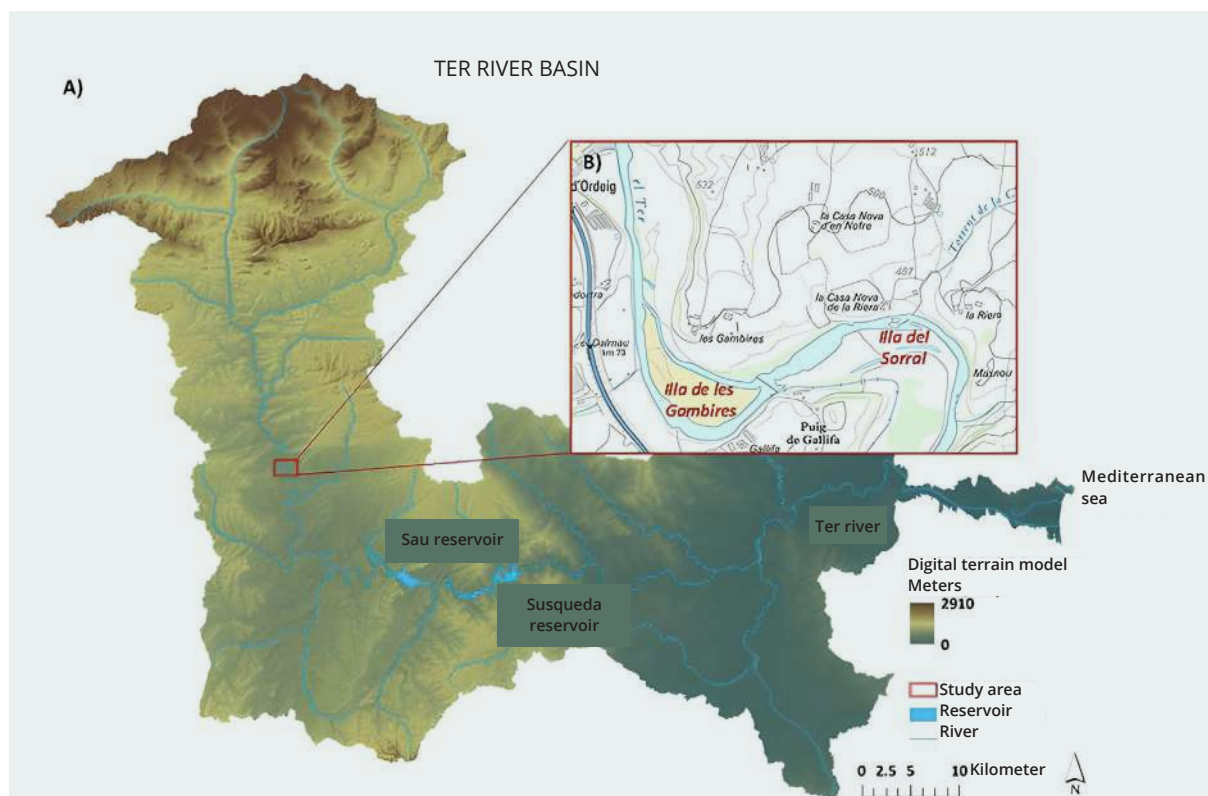 TER RIVER BASIN
A)
B)
512
d'Ordeig
el Ter
532
500
la Casa Nova
d'en Nofre
Torrent de la C
487
la Casa Nova
de la Riera
la Riera
les Gambires
Illa del
Sorral
km 73
Masnou
Illa de les
Gambires
Puig
de Gallifa
Gallifa
Mediterranean
sea
Ter river
Sau reservoir
Susqueda
reservoir
Digital terrain model
Meters
2910
0
Study area
Reservoir
River
0 2.5 5 10 Kilometer
N